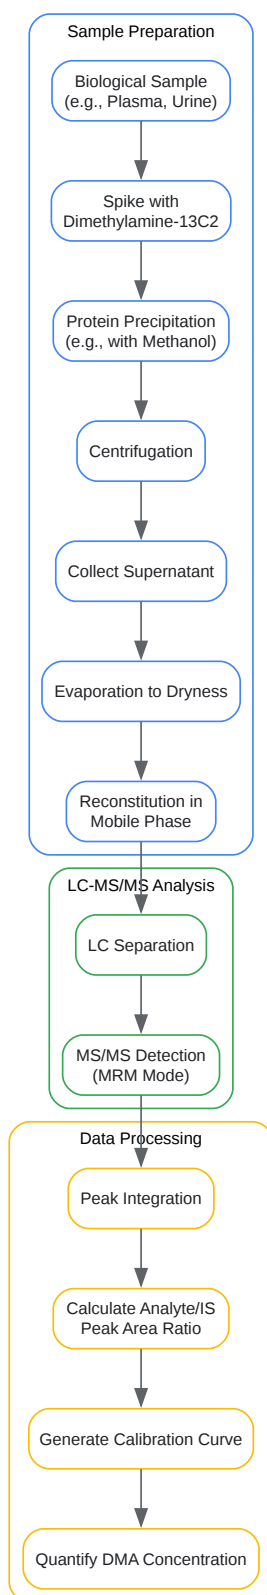 Sample Preparation
Biological Sample
(e.g., Plasma, Urine)
Spike with
Dimethylamine-13C2
Protein Precipitation
(e.g., with Methanol)
Centrifugation
Collect Supernatant
Evaporation to Dryness
Reconstitution in
Mobile Phase
LC-MS/MS Analysis
LC Separation
MS/MS Detection
(MRM Mode)
Data Processing
Peak Integration
Calculate Analyte/IS
Peak Area Ratio
Generate Calibration Curve
Quantify DMA Concentration